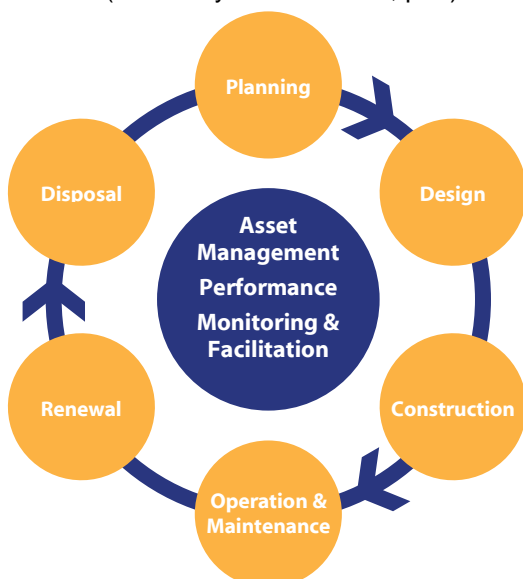 Planning
Design
Construction
Operation &
Maintenance
Renewal
Disposal
Asset
Management
Performance
Monitoring &
Facilitation